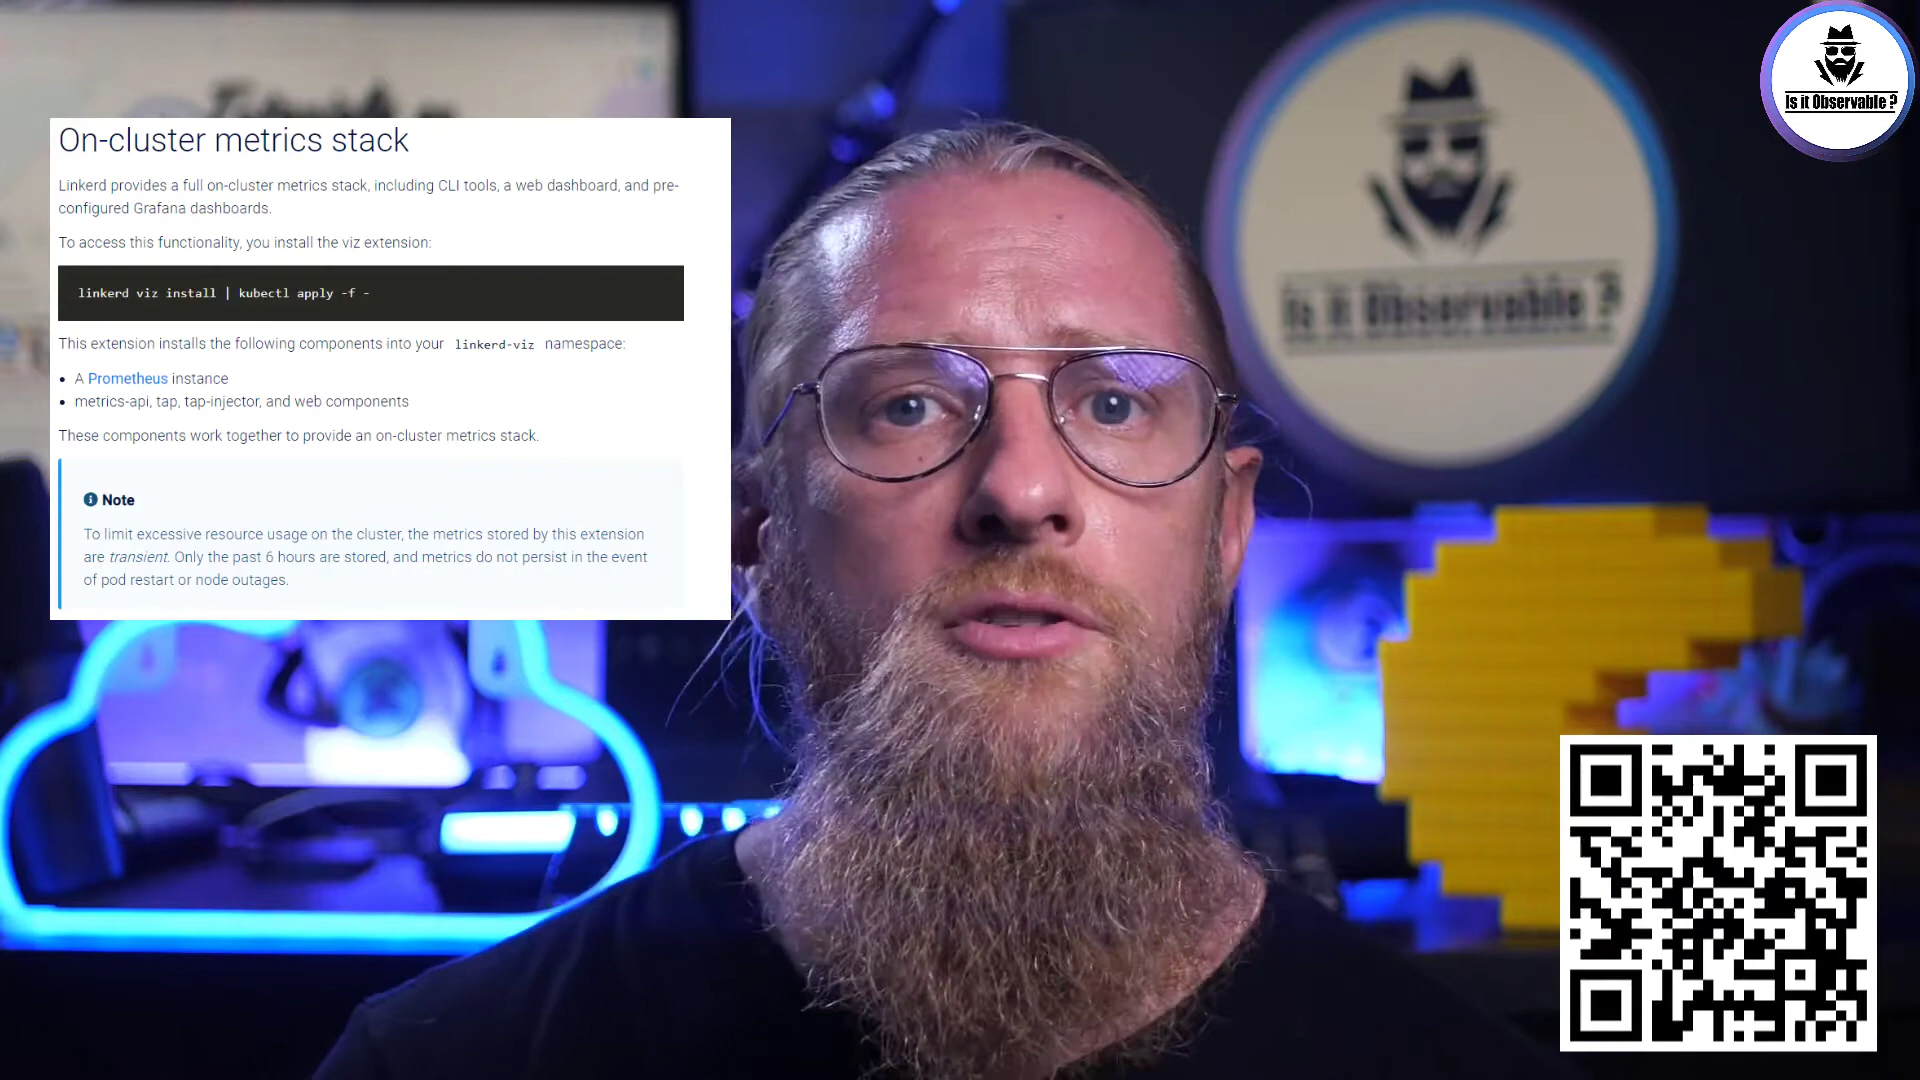 On-cluster metrics stack
Linkerd provides a full on-cluster metrics stack, including CLI tools, a web dashboard, and pre-
configured Grafana dashboards.
To access this functionality, you install the viz extension:
linkerd viz install | kubectl apply -f -
This extension installs the following components into your linkerd-viz namespace:
• A Prometheus instance
• metrics-api, tap, tap-injector, and web components
These components work together to provide an on-cluster metrics stack.
Note
To limit excessive resource usage on the cluster, the metrics stored by this extension
are transient. Only the past 6 hours are stored, and metrics do not persist in the event
of pod restart or node outages.
Is it Observable ?
Is it Observable ?